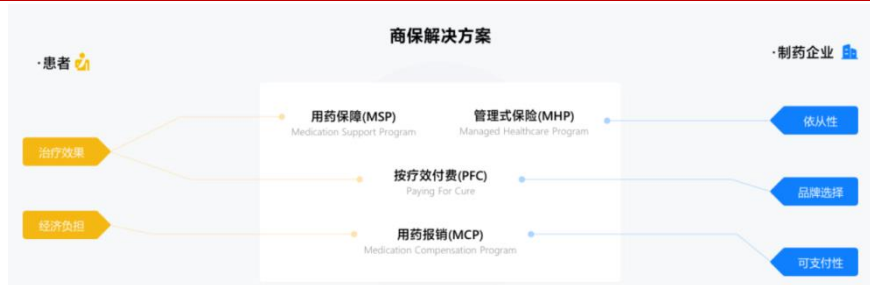 商保解决方案
·患者
·制药企业
用药保障(MSP)
Medication Support Program
管理式保险(MHP)
Managed Healthcare Program
依从性
治疗效果
按疗效付费(PFC)
Paying For Cure
品牌选择
经济负担
用药报销(MCP)
Medication Compensation Program
可支付性